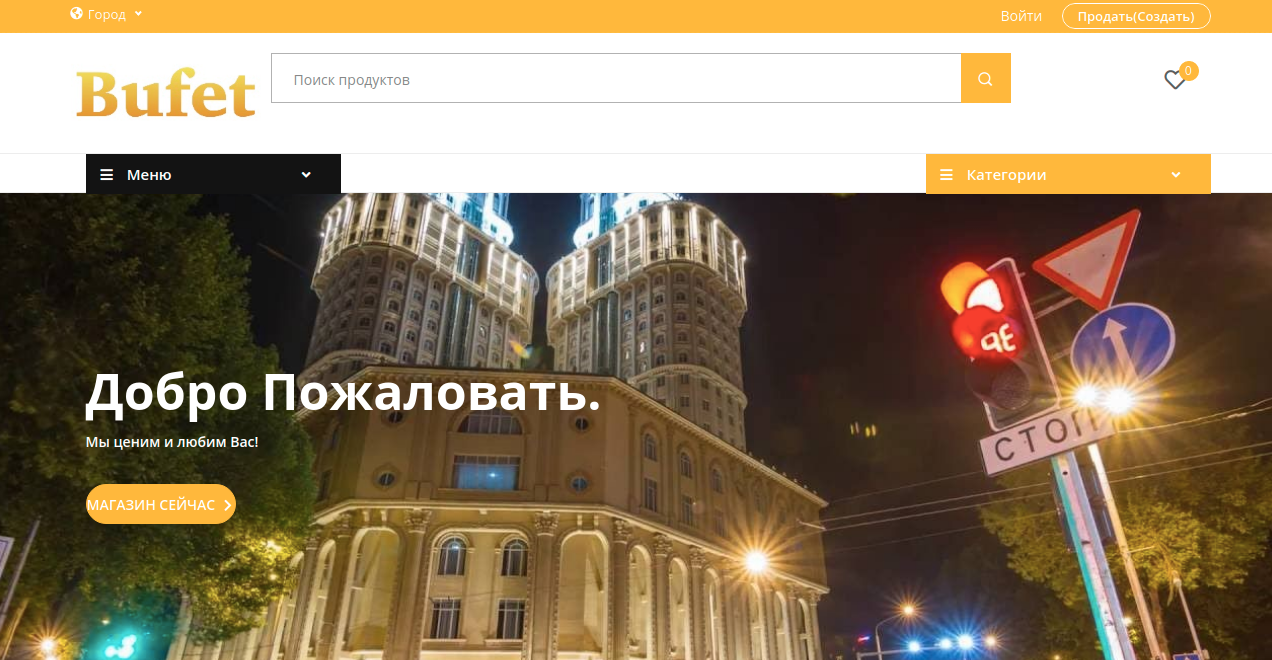 Город
Войти
Продать(Создать)
Bufet
Поиск продуктов
0
Меню
Категории
Добро Пожаловать.
Мы ценим и любим Вас!
МАГАЗИН СЕЙЧАС
СТОП